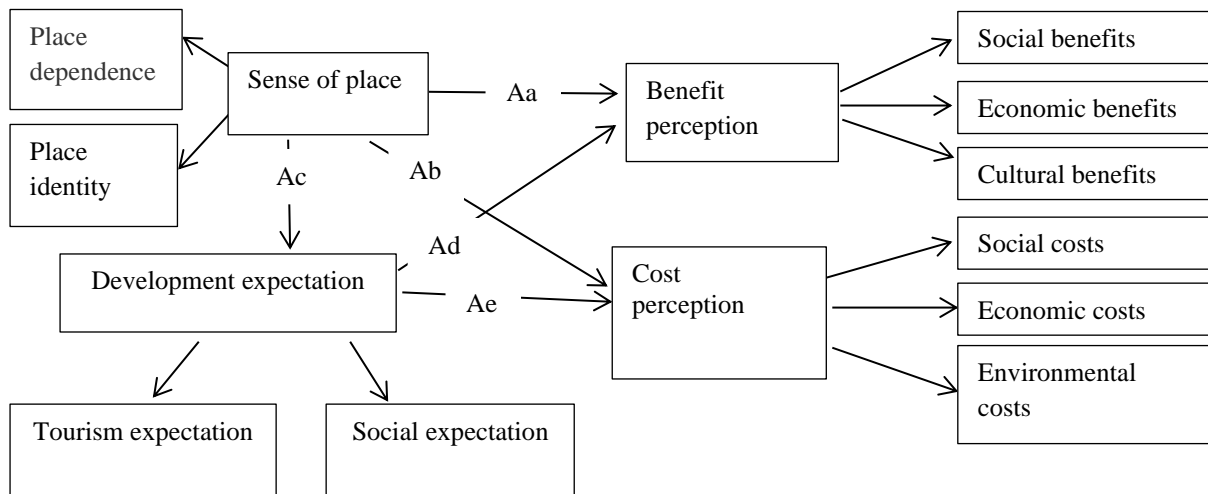 Place
dependence
Sense of place
Place
identity
Aa
Ab
Ac
Ad
Ae
Benefit
perception
Social benefits
Economic benefits
Cultural benefits
Development expectation
Cost
perception
Social costs
Economic costs
Environmental
costs
Tourism expectation
Social expectation